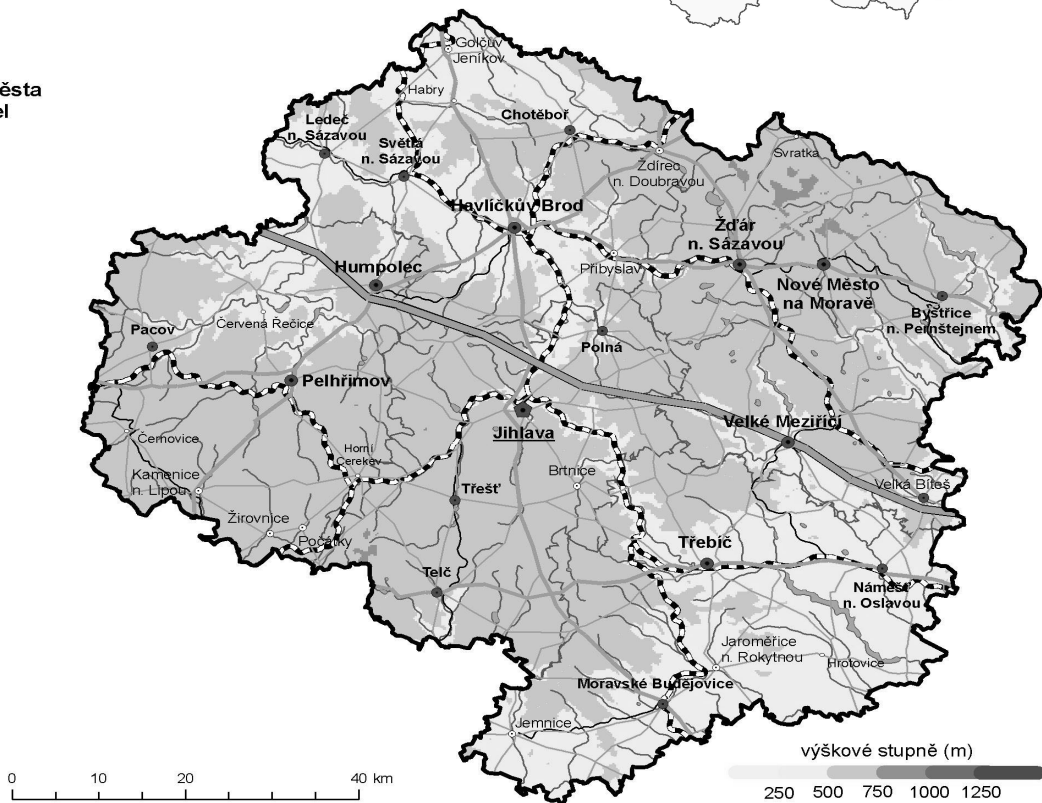 Golčův
Jeníkov
ěsta
el
Habry
Ledeč
n. Sázavou
Chotěboř
Světlá
n. Sázavou
Svratka
Ždírec
n. Doubravou
Havlíčkův Brod
Žďár
n. Sázavou
Humpolec
Přibyslav
Nové Město
na Moravě
Bystřice
n. Pernštejnem
Červená Řečice
Pacov
Polná
Pelhřimov
Velké Meziříčí
Jihlava
Černovice
Horní
Cerekev
Brtnice
Kamenice
n. Lipou
Třešť
Velká Bíteš
Žirovnice
Počátky
Třebíč
Telč
Náměšť
n. Oslavou
Jaroměřice
n. Rokytnou
Hrotovice
Moravské Budějovice
Jemnice
výškové stupně (m)
0 10 20 40 km
250 500 750 1000 1250